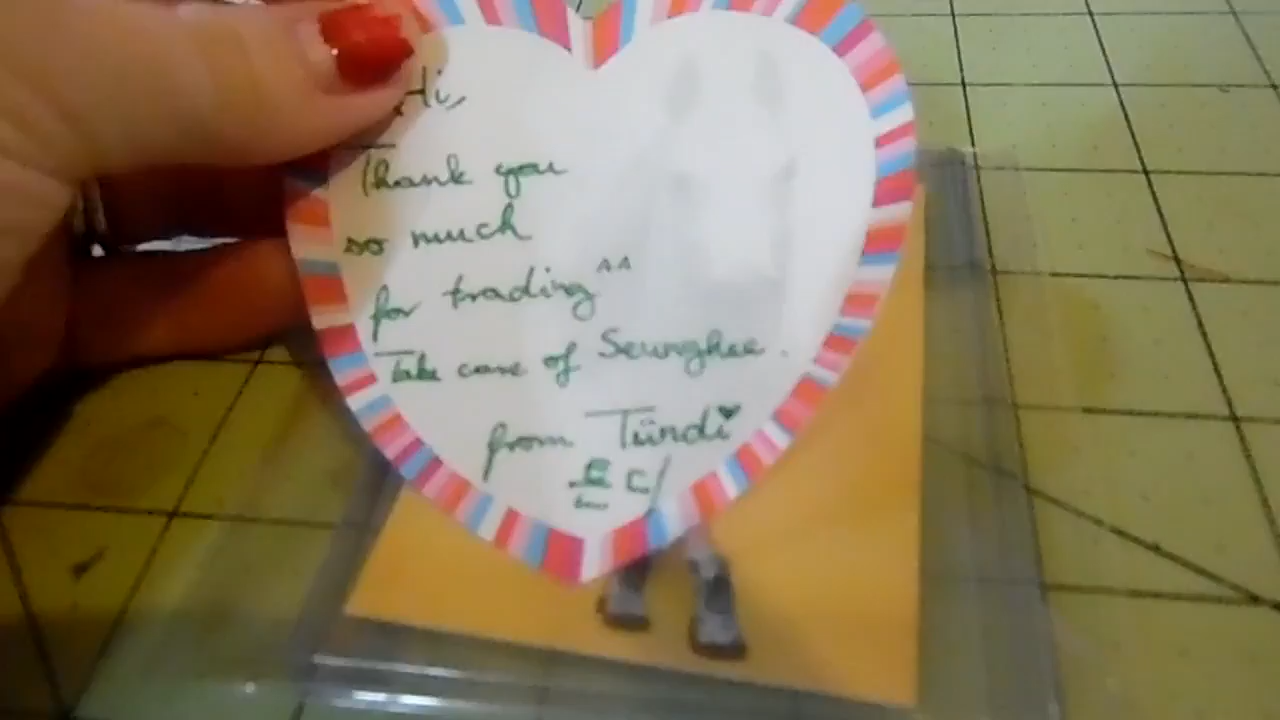 Hi,
Thank you
so much
for trading ^^
Take care of Seunghee.
from Tündi ♥